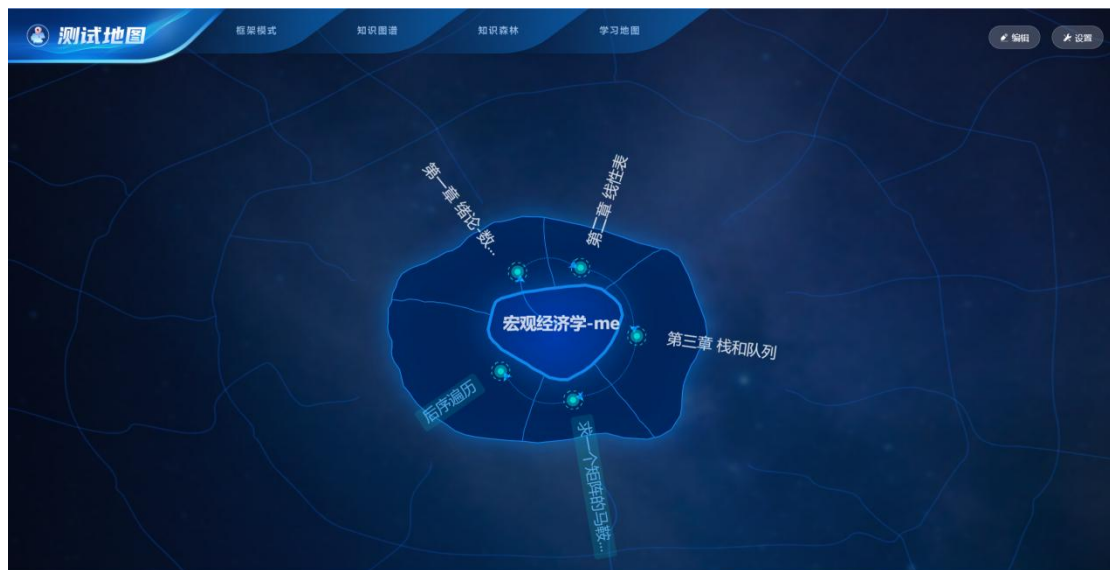 测试地图
框架模式
知识图谱
知识森林
学习地图
编辑
设置
第一章 绪论-数...
第二章 线性表
宏观经济学-me
第三章 栈和队列
后序遍历
求一个矩阵的马鞍...